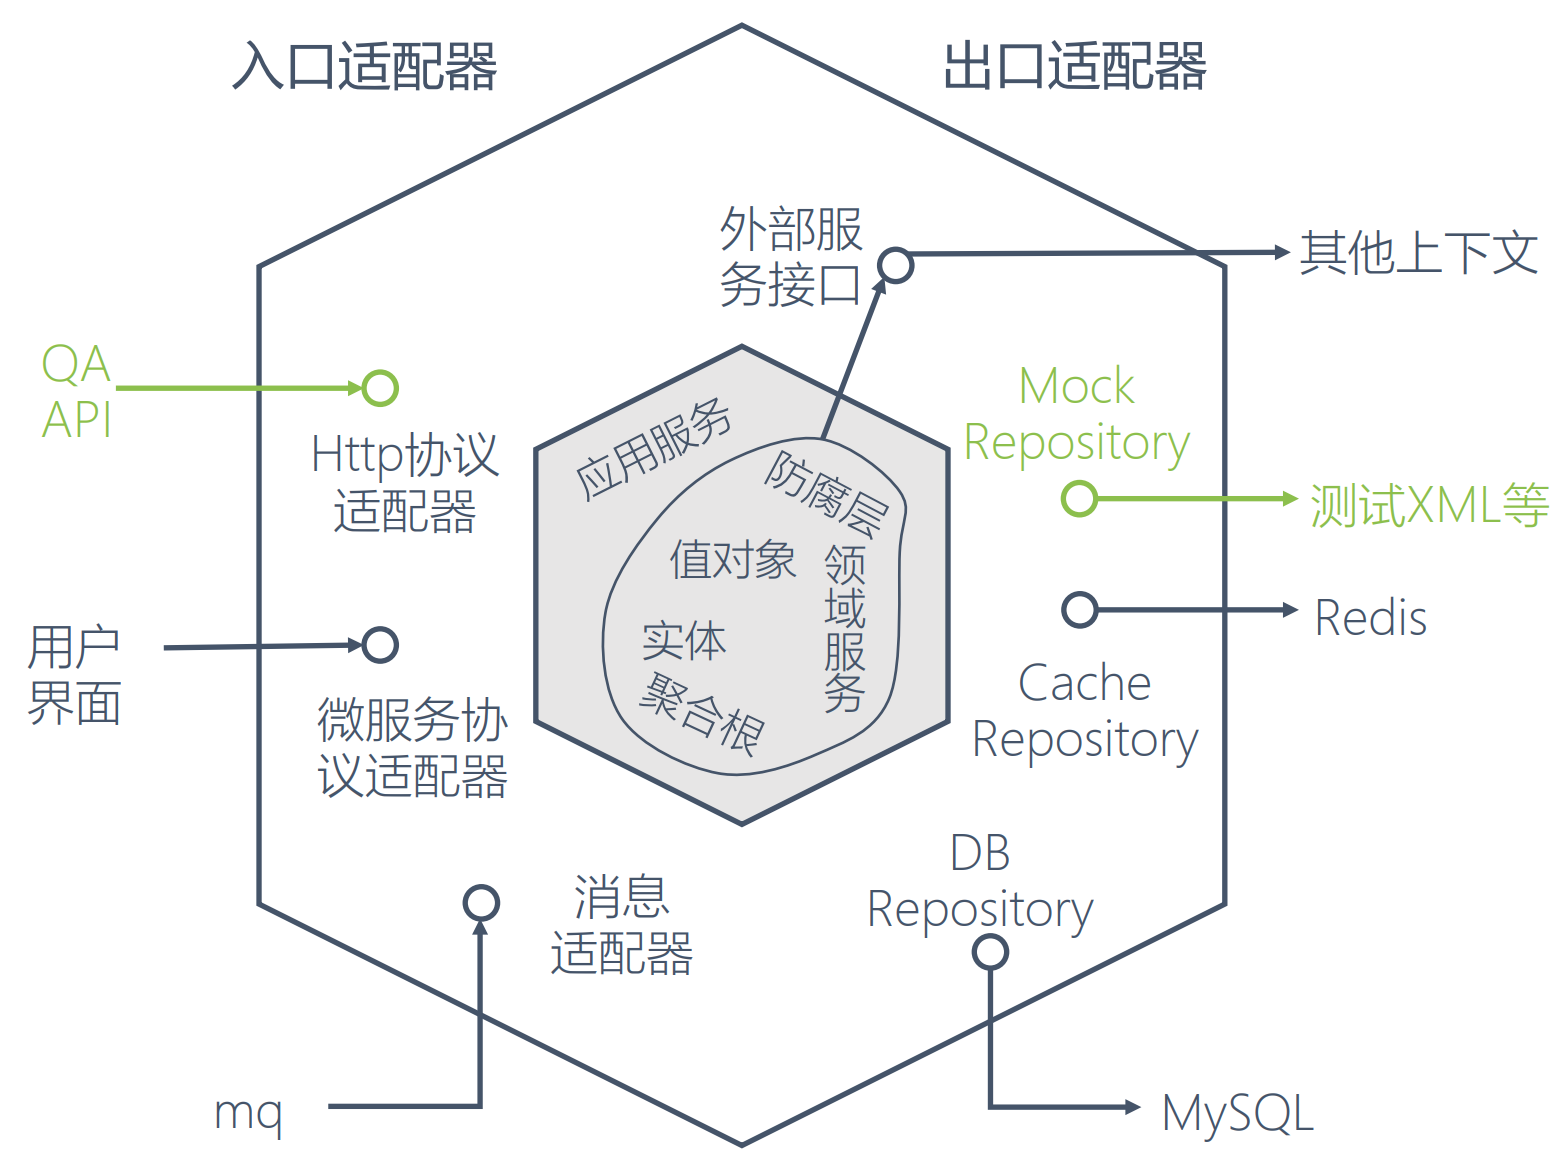 入口适配器
出口适配器
外部服
务接口
其他上下文
QA
API
Http协议
适配器
Mock
Repository
测试XML等
应用服务
防腐层
值对象
领域服务
实体
聚合根
用户
界面
微服务协
议适配器
Redis
Cache
Repository
DB
Repository
消息
适配器
mq
MySQL